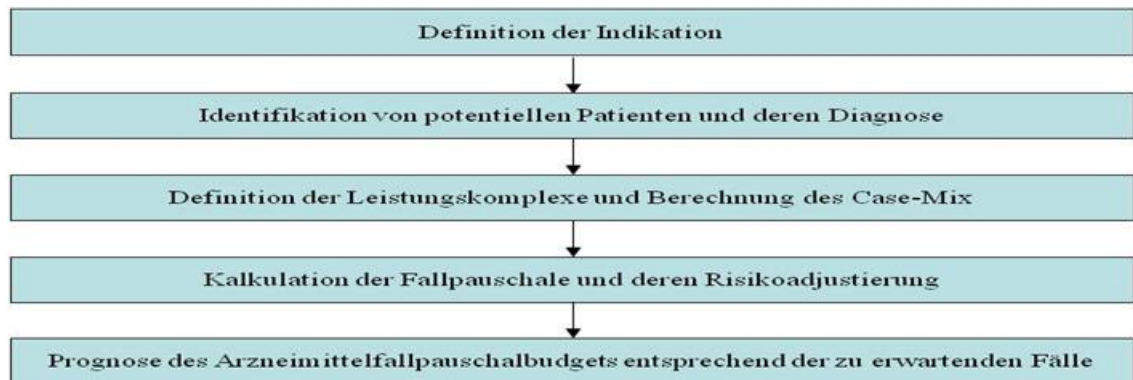 Definition der Indikation
Identifikation von potentiellen Patienten und deren Diagnose
Definition der Leistungskomplexe und Berechnung des Case-Mix
Kalkulation der Fallpauschale und deren Risikoadjustierung
Prognose des Arzneimittelfallpauschalbudgets entsprechend der zu erwartenden Fälle